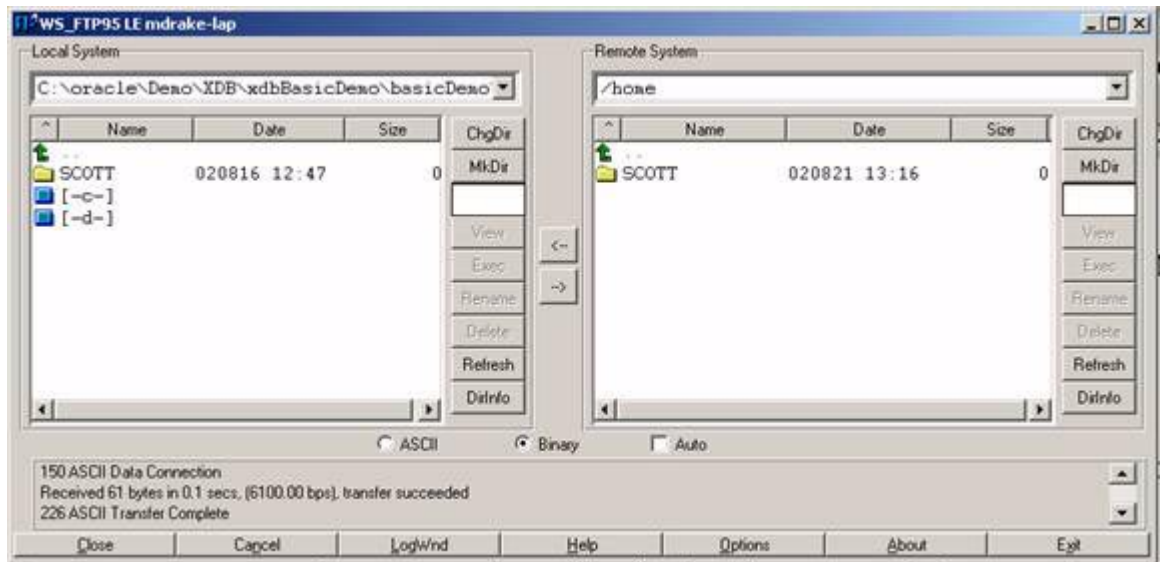 WS_FTP95 LE mdrake-lap
Local System
C:\oracle\Demo\XDB\xdbBasicDemo\basicDemo
^ Name Date Size
..
SCOTT 020816 12:47 0
[-c-]
[-d-]
ChgDir
MkDir
View
Exec
Rename
Delete
Refresh
DirInfo
<--
-->
Remote System
/home
^ Name Date Size
..
SCOTT 020821 13:16 0
ChgDir
MkDir
View
Exec
Rename
Delete
Refresh
DirInfo
ASCII Binary Auto
150 ASCII Data Connection
Received 61 bytes in 0.1 secs, (6100.00 bps), transfer succeeded
226 ASCII Transfer Complete
Close Cancel LogWnd Help Options About Exit